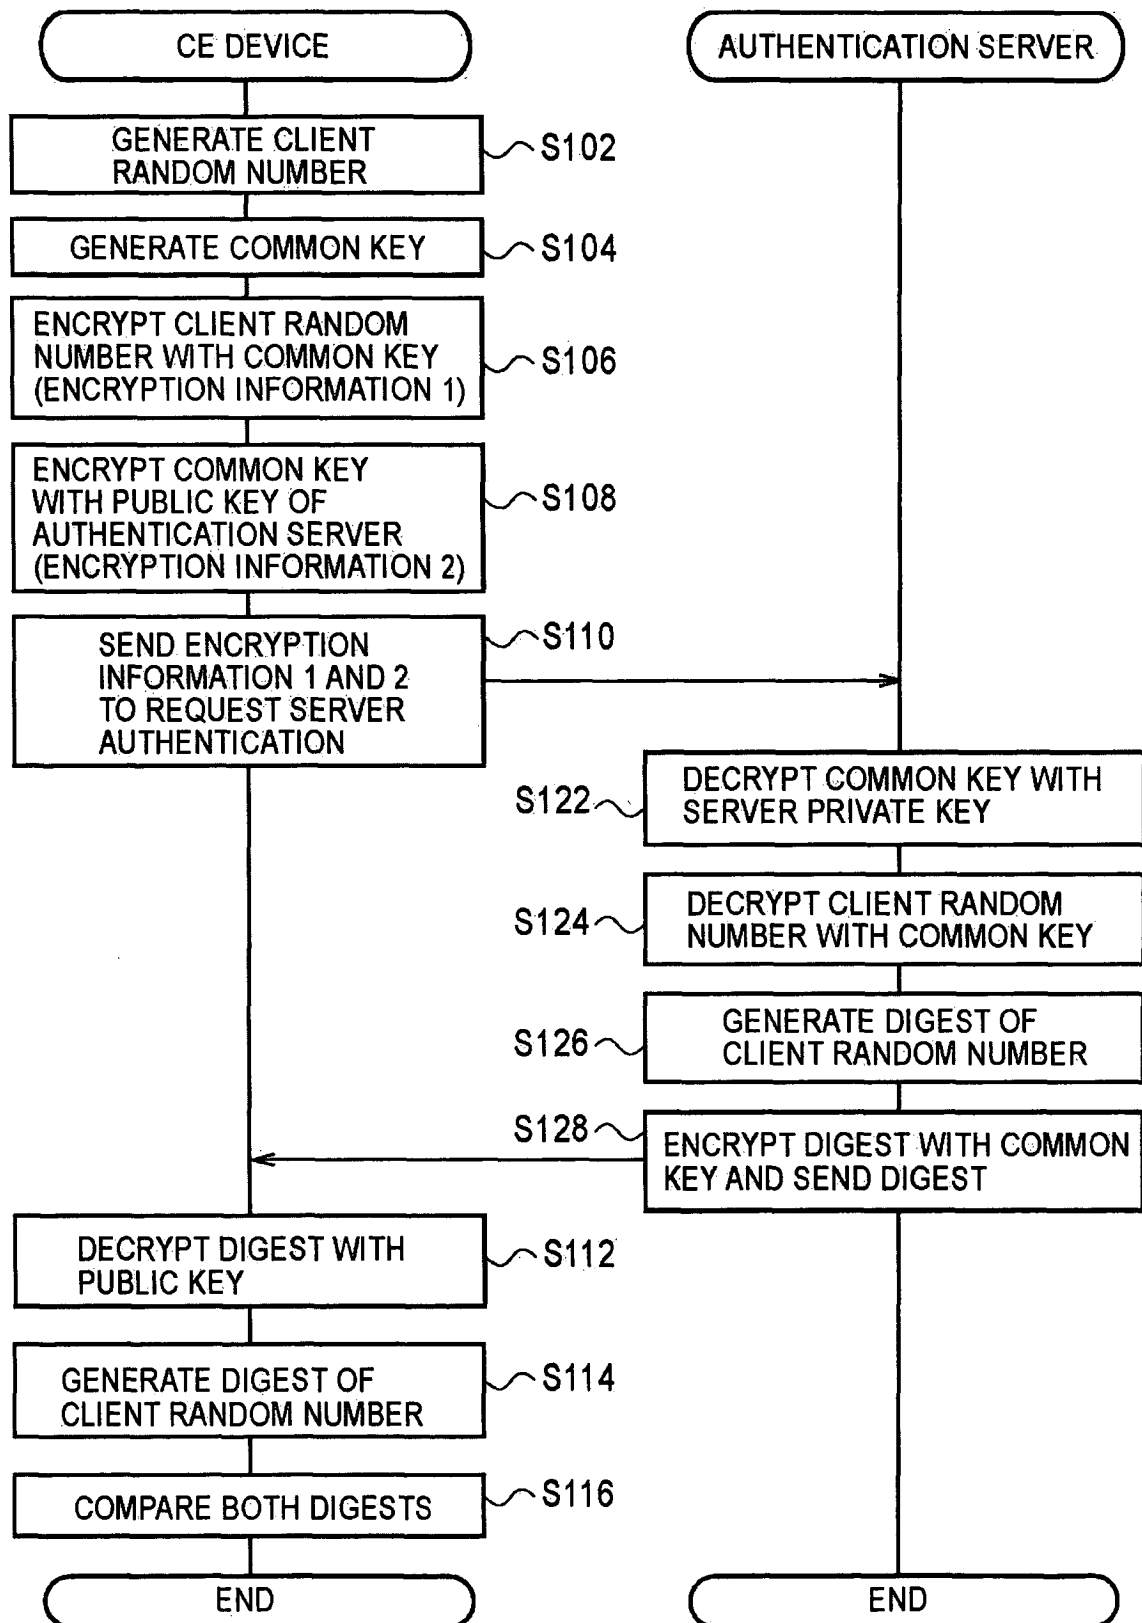 CE DEVICE
AUTHENTICATION SERVER
GENERATE CLIENT
RANDOM NUMBER
S102
GENERATE COMMON KEY
S104
ENCRYPT CLIENT RANDOM
NUMBER WITH COMMON KEY
(ENCRYPTION INFORMATION 1)
S106
ENCRYPT COMMON KEY
WITH PUBLIC KEY OF
AUTHENTICATION SERVER
(ENCRYPTION INFORMATION 2)
S108
SEND ENCRYPTION
INFORMATION 1 AND 2
TO REQUEST SERVER
AUTHENTICATION
S110
S122
DECRYPT COMMON KEY WITH
SERVER PRIVATE KEY
S124
DECRYPT CLIENT RANDOM
NUMBER WITH COMMON KEY
S126
GENERATE DIGEST OF
CLIENT RANDOM NUMBER
S128
ENCRYPT DIGEST WITH COMMON
KEY AND SEND DIGEST
DECRYPT DIGEST WITH
PUBLIC KEY
S112
GENERATE DIGEST OF
CLIENT RANDOM NUMBER
S114
COMPARE BOTH DIGESTS
S116
END
END